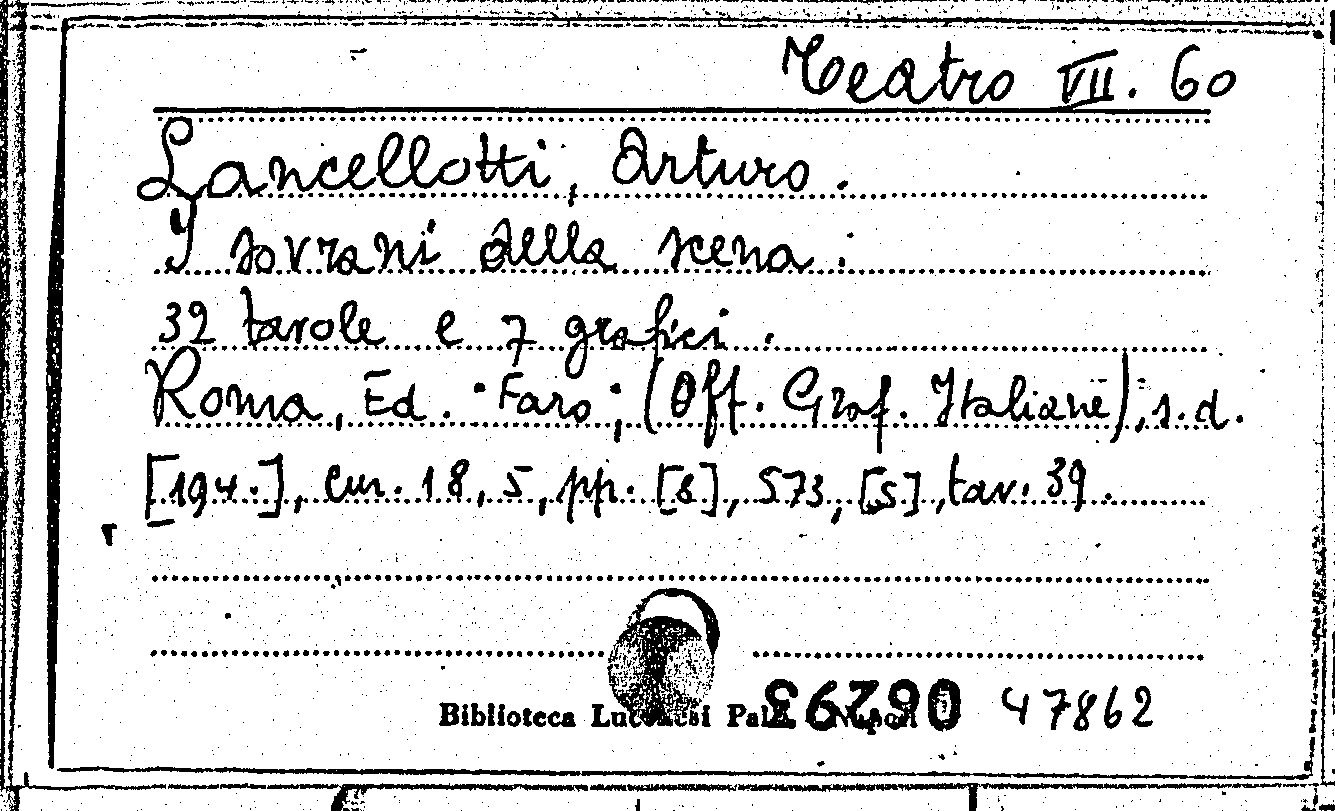 Teatro VII. 60
Lancellotti, Arturo.
I sovrani della scena:
32 tavole e 7 grafici.
Roma, Ed. "Faro", (Off. Graf. Italiane), s.d.
[194.], cm. 18,5, pp. [8], 573, [5], tav. 39.
Biblioteca Lucchesi Palli Napoli 06293 47862